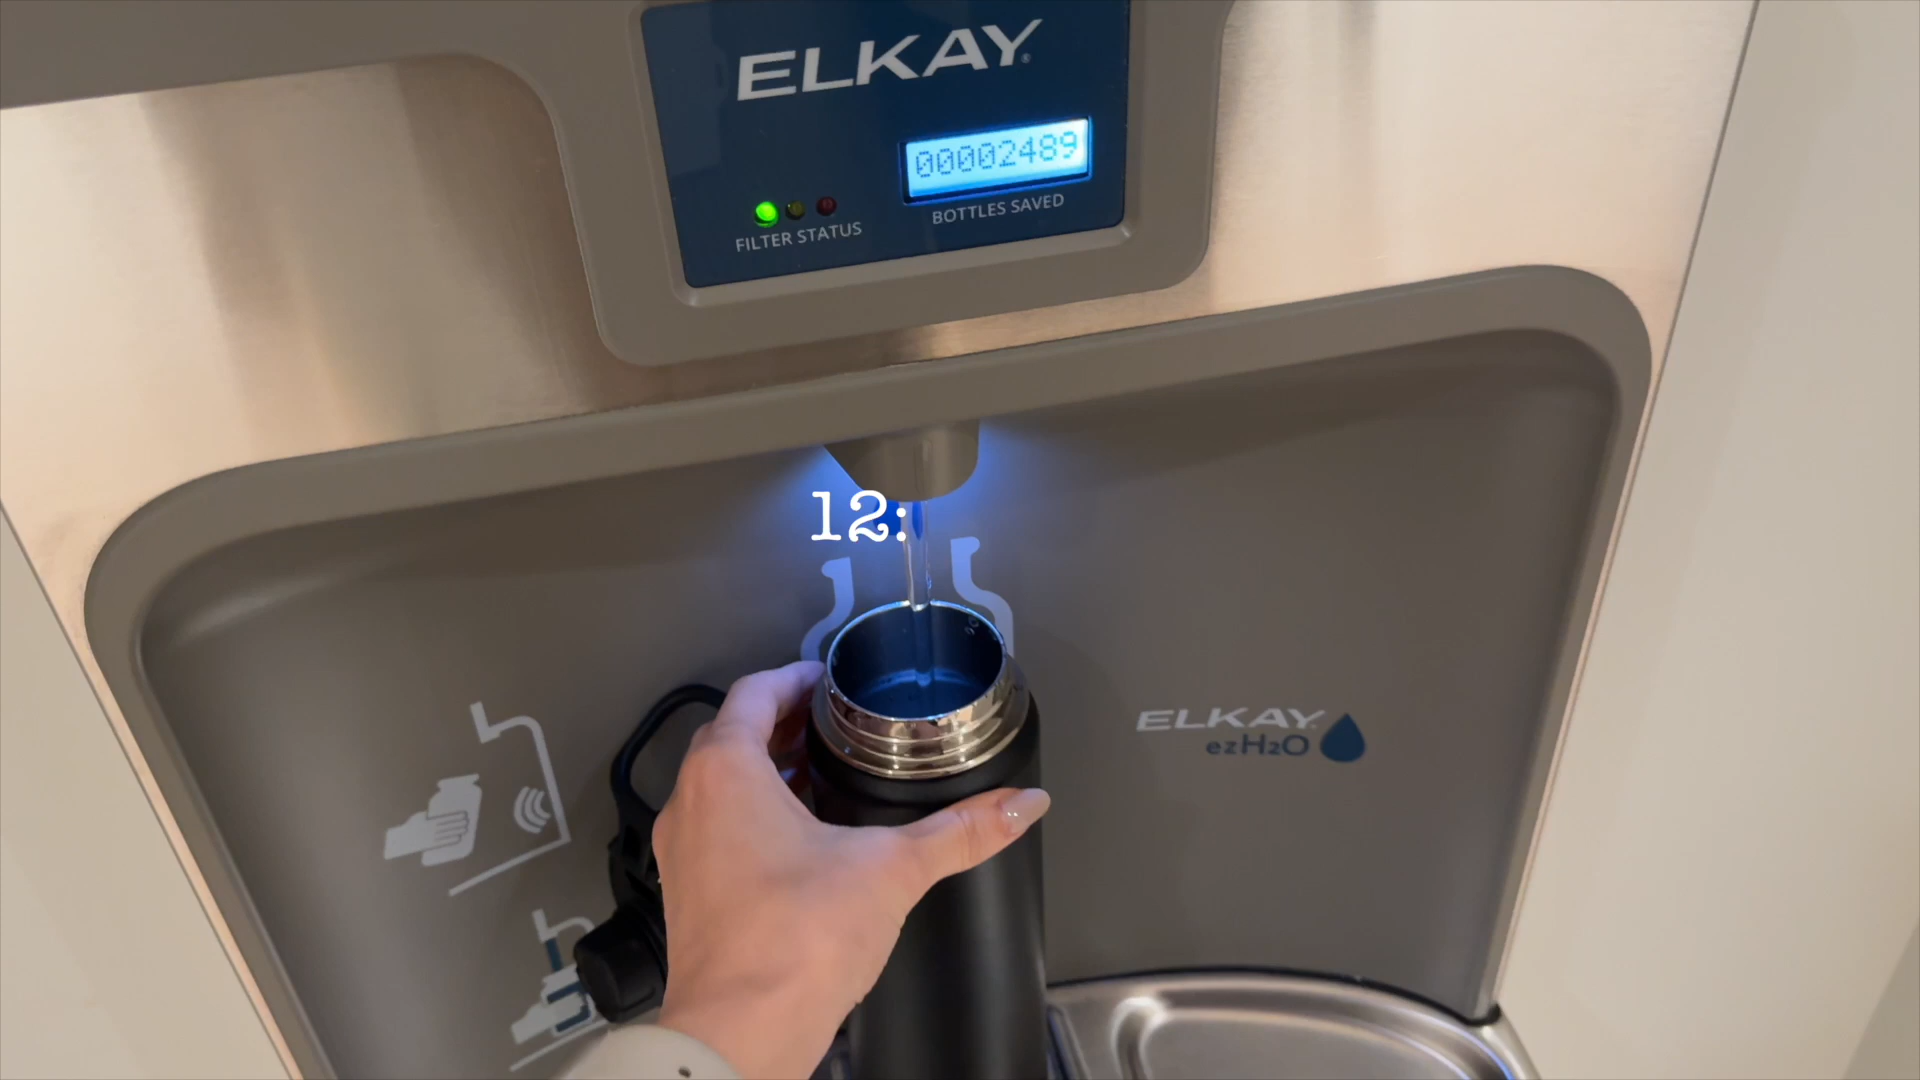 ELKAY
00002489
BOTTLES SAVED
FILTER STATUS
12:
ELKAY
ezH2O